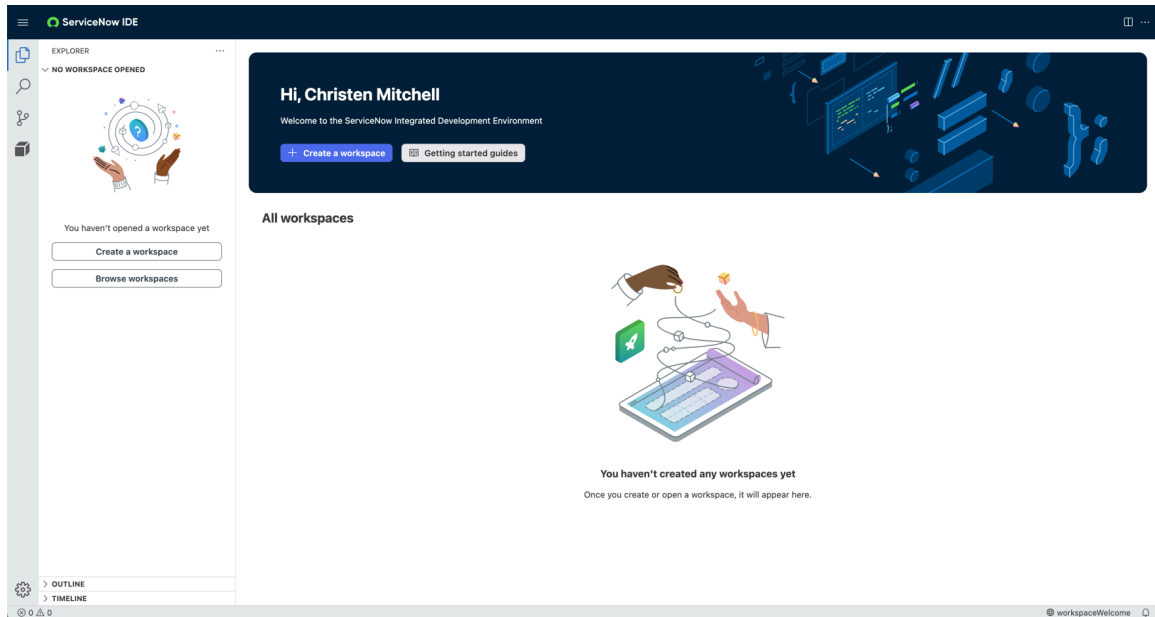 ServiceNow IDE
EXPLORER
NO WORKSPACE OPENED
You haven't opened a workspace yet
Create a workspace
Browse workspaces
OUTLINE
TIMELINE
Hi, Christen Mitchell
Welcome to the ServiceNow Integrated Development Environment
Create a workspace
Getting started guides
All workspaces
You haven't created any workspaces yet
Once you create or open a workspace, it will appear here.
0 0
workspaceWelcome